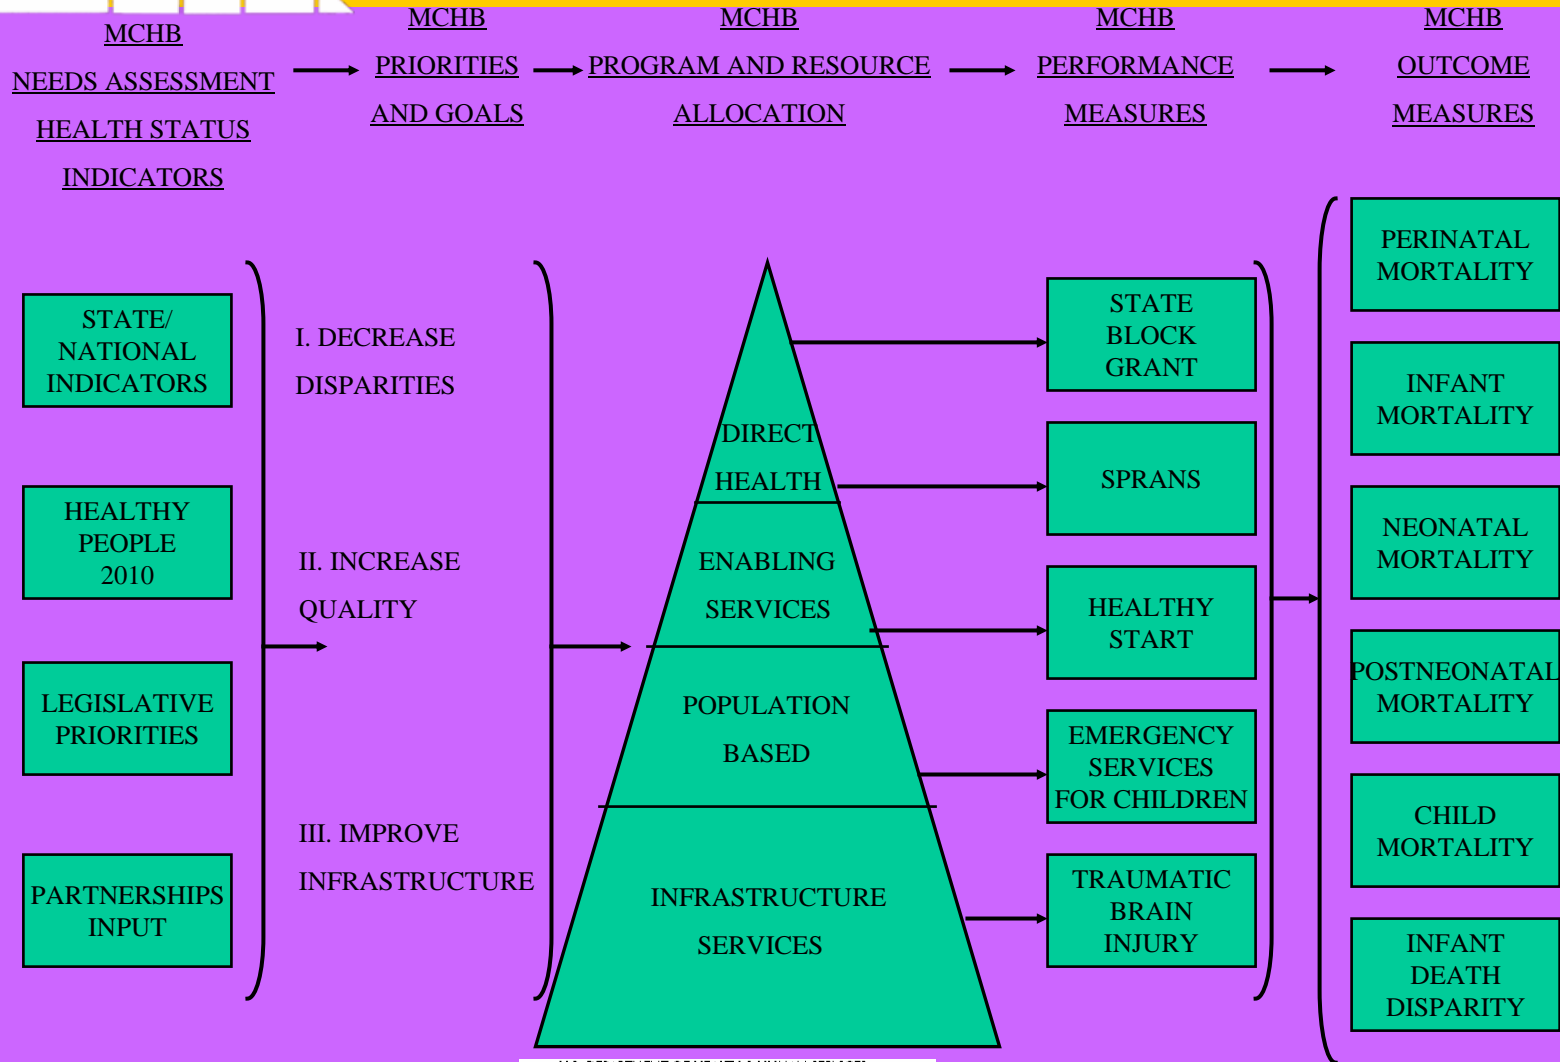 MCHB
NEEDS ASSESSMENT
HEALTH STATUS
INDICATORS
MCHB
PRIORITIES
AND GOALS
MCHB
PROGRAM AND RESOURCE
ALLOCATION
MCHB
PERFORMANCE
MEASURES
MCHB
OUTCOME
MEASURES
STATE/
NATIONAL
INDICATORS
HEALTHY
PEOPLE
2010
LEGISLATIVE
PRIORITIES
PARTNERSHIPS
INPUT
I. DECREASE
DISPARITIES
II. INCREASE
QUALITY
III. IMPROVE
INFRASTRUCTURE
DIRECT
HEALTH
ENABLING
SERVICES
POPULATION
BASED
INFRASTRUCTURE
SERVICES
STATE
BLOCK
GRANT
SPRANS
HEALTHY
START
EMERGENCY
SERVICES
FOR CHILDREN
TRAUMATIC
BRAIN
INJURY
PERINATAL
MORTALITY
INFANT
MORTALITY
NEONATAL
MORTALITY
POSTNEONATAL
MORTALITY
CHILD
MORTALITY
INFANT
DEATH
DISPARITY